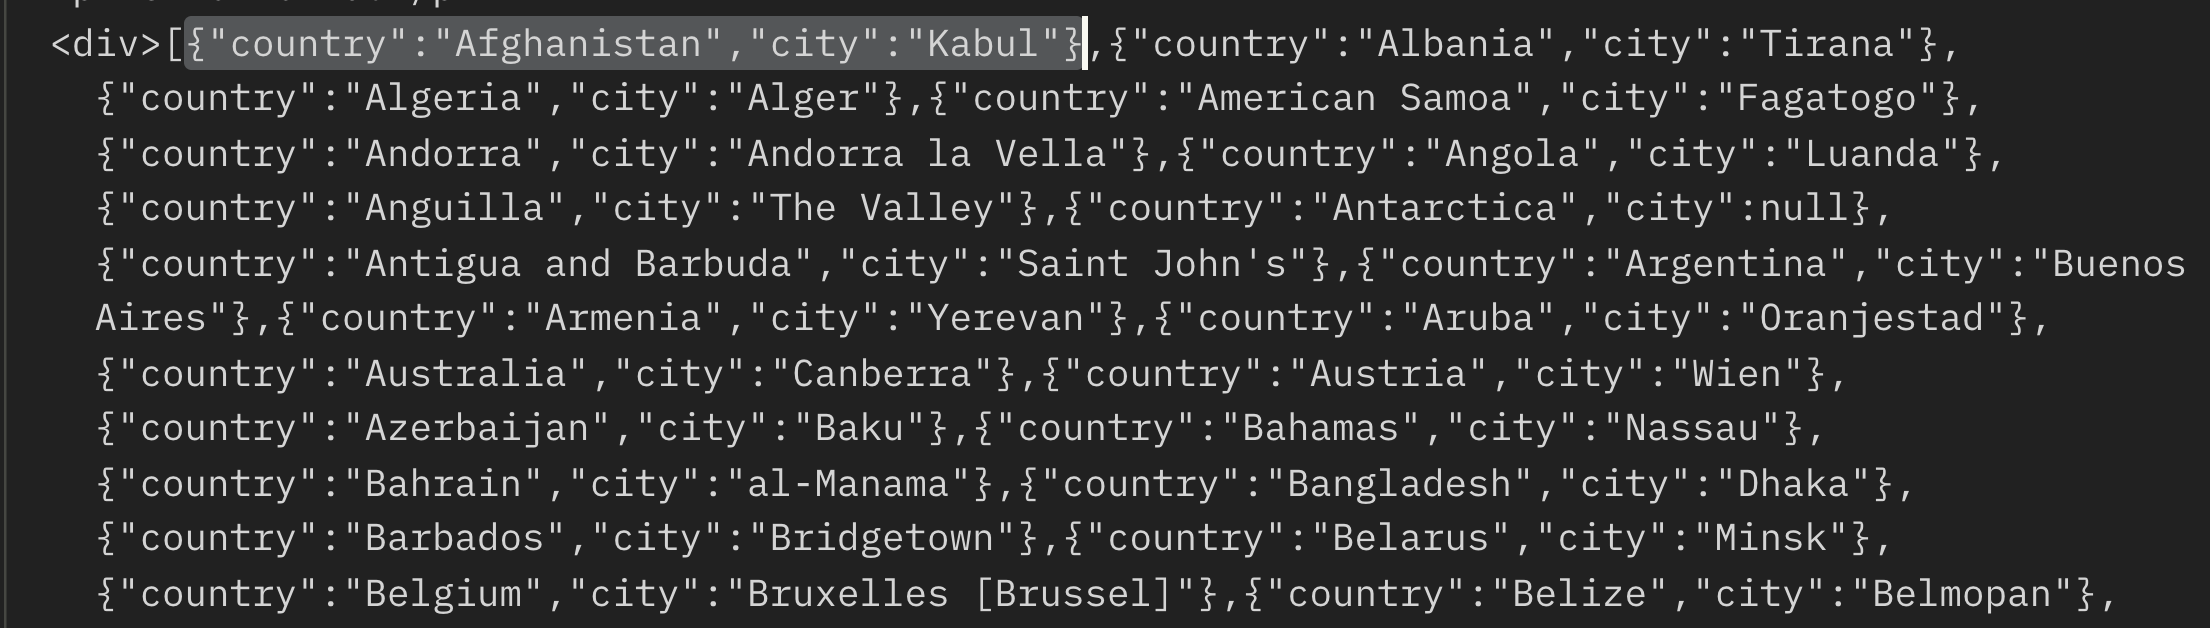 <div>[{"country":"Afghanistan","city":"Kabul"},{"country":"Albania","city":"Tirana"},
{"country":"Algeria","city":"Alger"},{"country":"American Samoa","city":"Fagatogo"},
{"country":"Andorra","city":"Andorra la Vella"},{"country":"Angola","city":"Luanda"},
{"country":"Anguilla","city":"The Valley"},{"country":"Antarctica","city":null},
{"country":"Antigua and Barbuda","city":"Saint John's"},{"country":"Argentina","city":"Buenos
Aires"},{"country":"Armenia","city":"Yerevan"},{"country":"Aruba","city":"Oranjestad"},
{"country":"Australia","city":"Canberra"},{"country":"Austria","city":"Wien"},
{"country":"Azerbaijan","city":"Baku"},{"country":"Bahamas","city":"Nassau"},
{"country":"Bahrain","city":"al-Manama"},{"country":"Bangladesh","city":"Dhaka"},
{"country":"Barbados","city":"Bridgetown"},{"country":"Belarus","city":"Minsk"},
{"country":"Belgium","city":"Bruxelles [Brussel]"},{"country":"Belize","city":"Belmopan"},